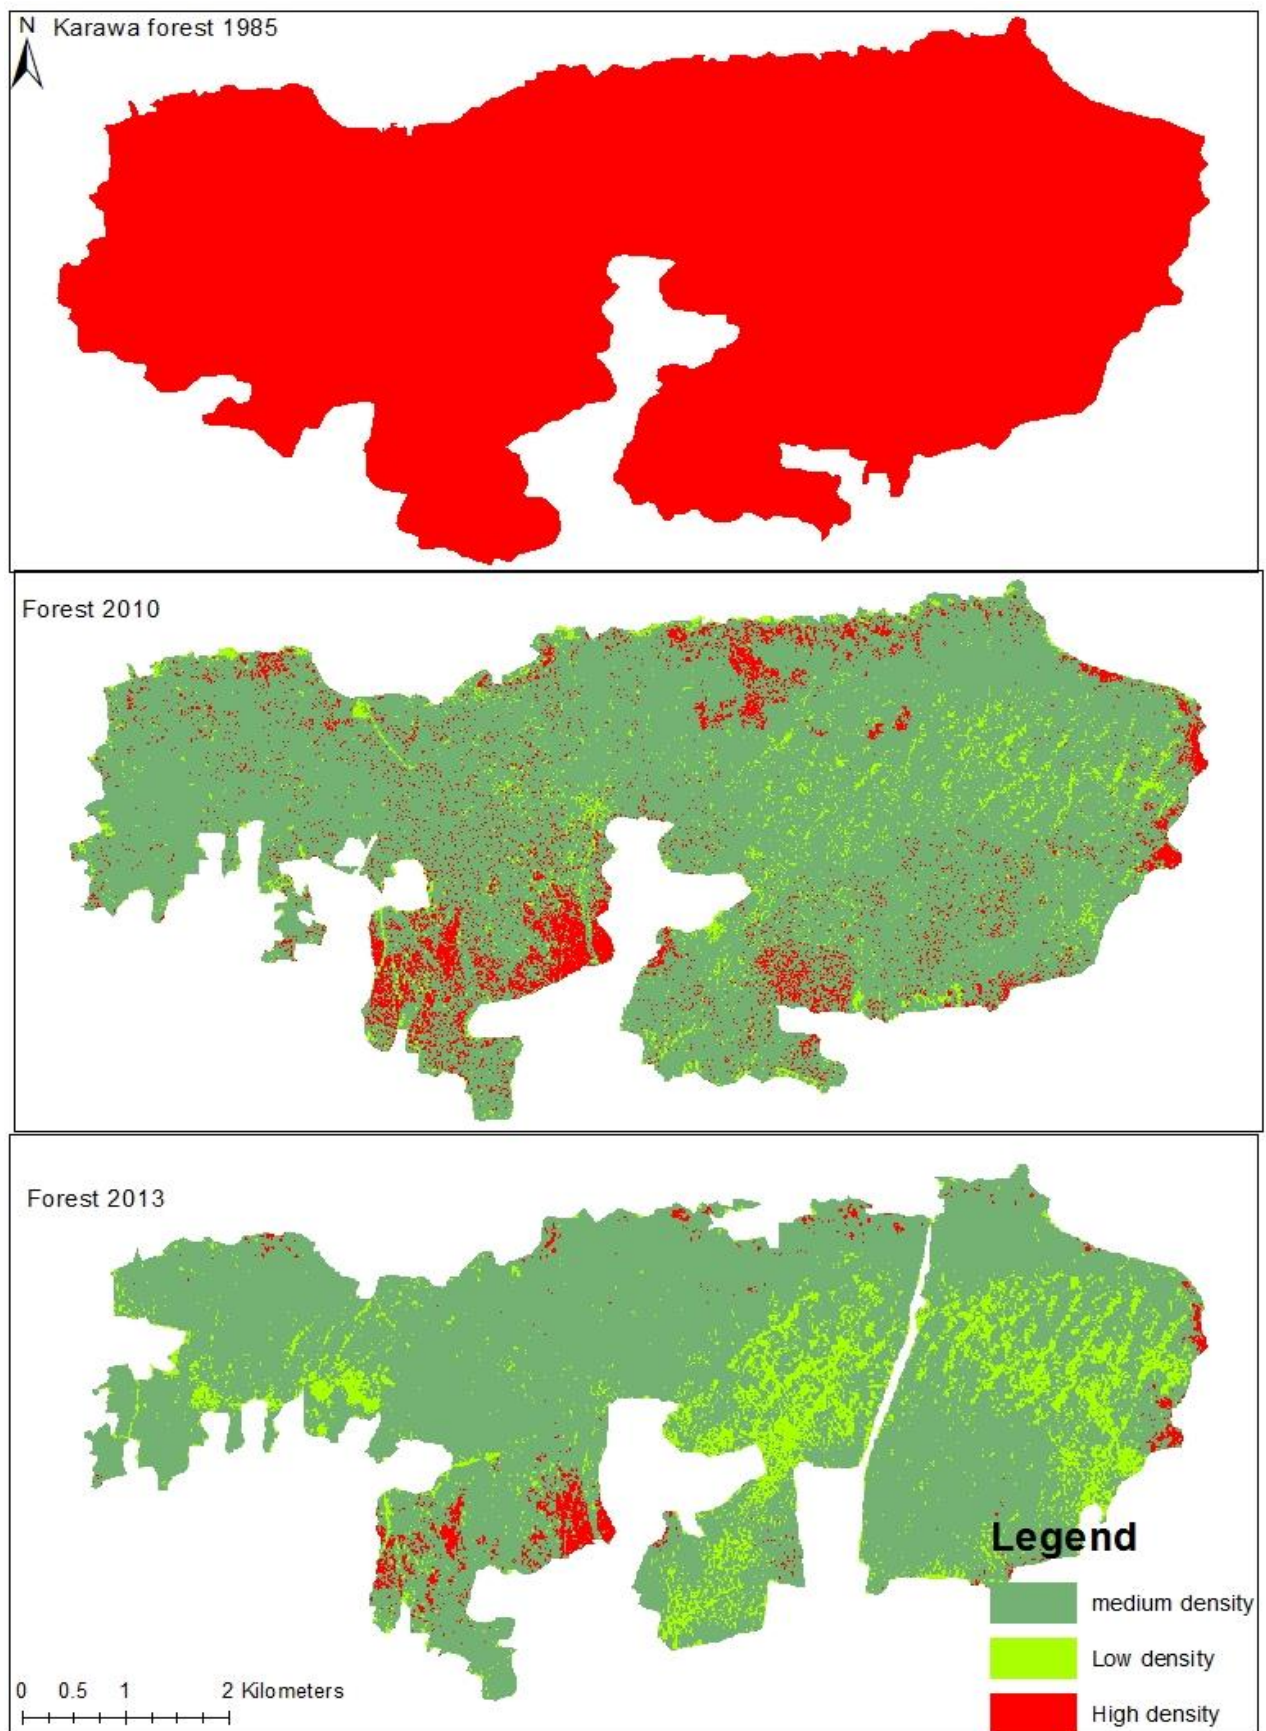 N
Karawa forest 1985
Forest 2010
Forest 2013
Legend
medium density
Low density
High density
0 0.5 1 2 Kilometers